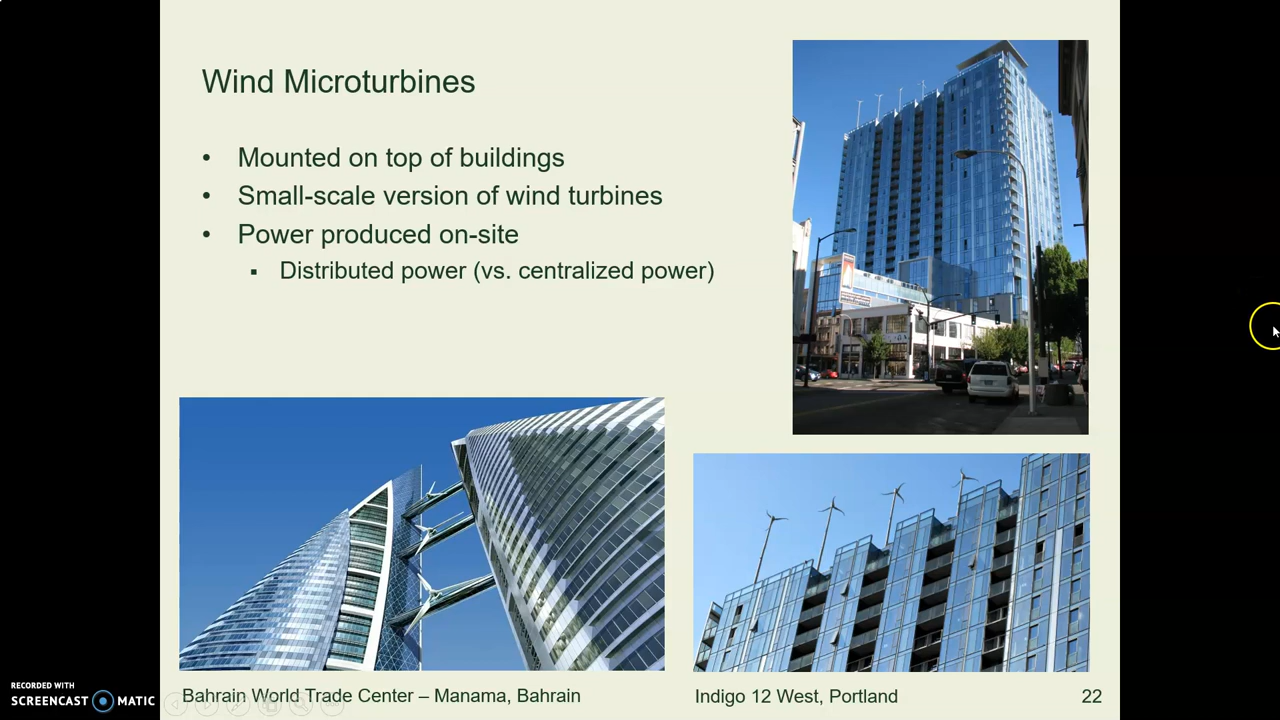 Wind Microturbines
• Mounted on top of buildings
• Small-scale version of wind turbines
• Power produced on-site
▪ Distributed power (vs. centralized power)
Bahrain World Trade Center – Manama, Bahrain
Indigo 12 West, Portland
22
RECORDED WITH
SCREENCAST MATIC